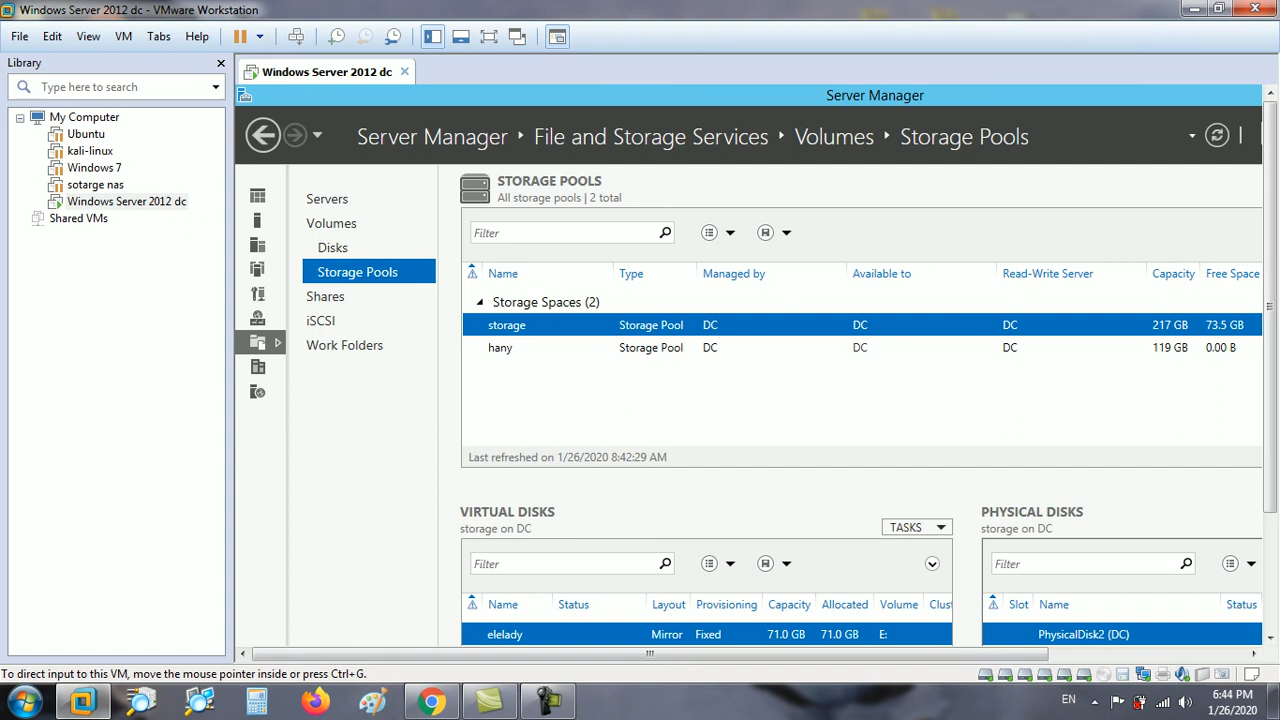 Windows Server 2012 dc - VMware Workstation
File Edit View VM Tabs Help
Library
Type here to search
My Computer
Ubuntu
kali-linux
Windows 7
sotarge nas
Windows Server 2012 dc
Shared VMs
Windows Server 2012 dc
Server Manager
Server Manager File and Storage Services Volumes Storage Pools
Servers
Volumes
Disks
Storage Pools
Shares
iSCSI
Work Folders
STORAGE POOLS
All storage pools | 2 total
Filter
Name Type Managed by Available to Read-Write Server Capacity Free Space
Storage Spaces (2)
storage Storage Pool DC DC DC 217 GB 73.5 GB
hany Storage Pool DC DC DC 119 GB 0.00 B
Last refreshed on 1/26/2020 8:42:29 AM
VIRTUAL DISKS
storage on DC
TASKS
Filter
Name Status Layout Provisioning Capacity Allocated Volume Clust
elelady Mirror Fixed 71.0 GB 71.0 GB E:
PHYSICAL DISKS
storage on DC
Filter
Slot Name Status
PhysicalDisk2 (DC)
To direct input to this VM, move the mouse pointer inside or press Ctrl+G.
EN
6:44 PM
1/26/2020